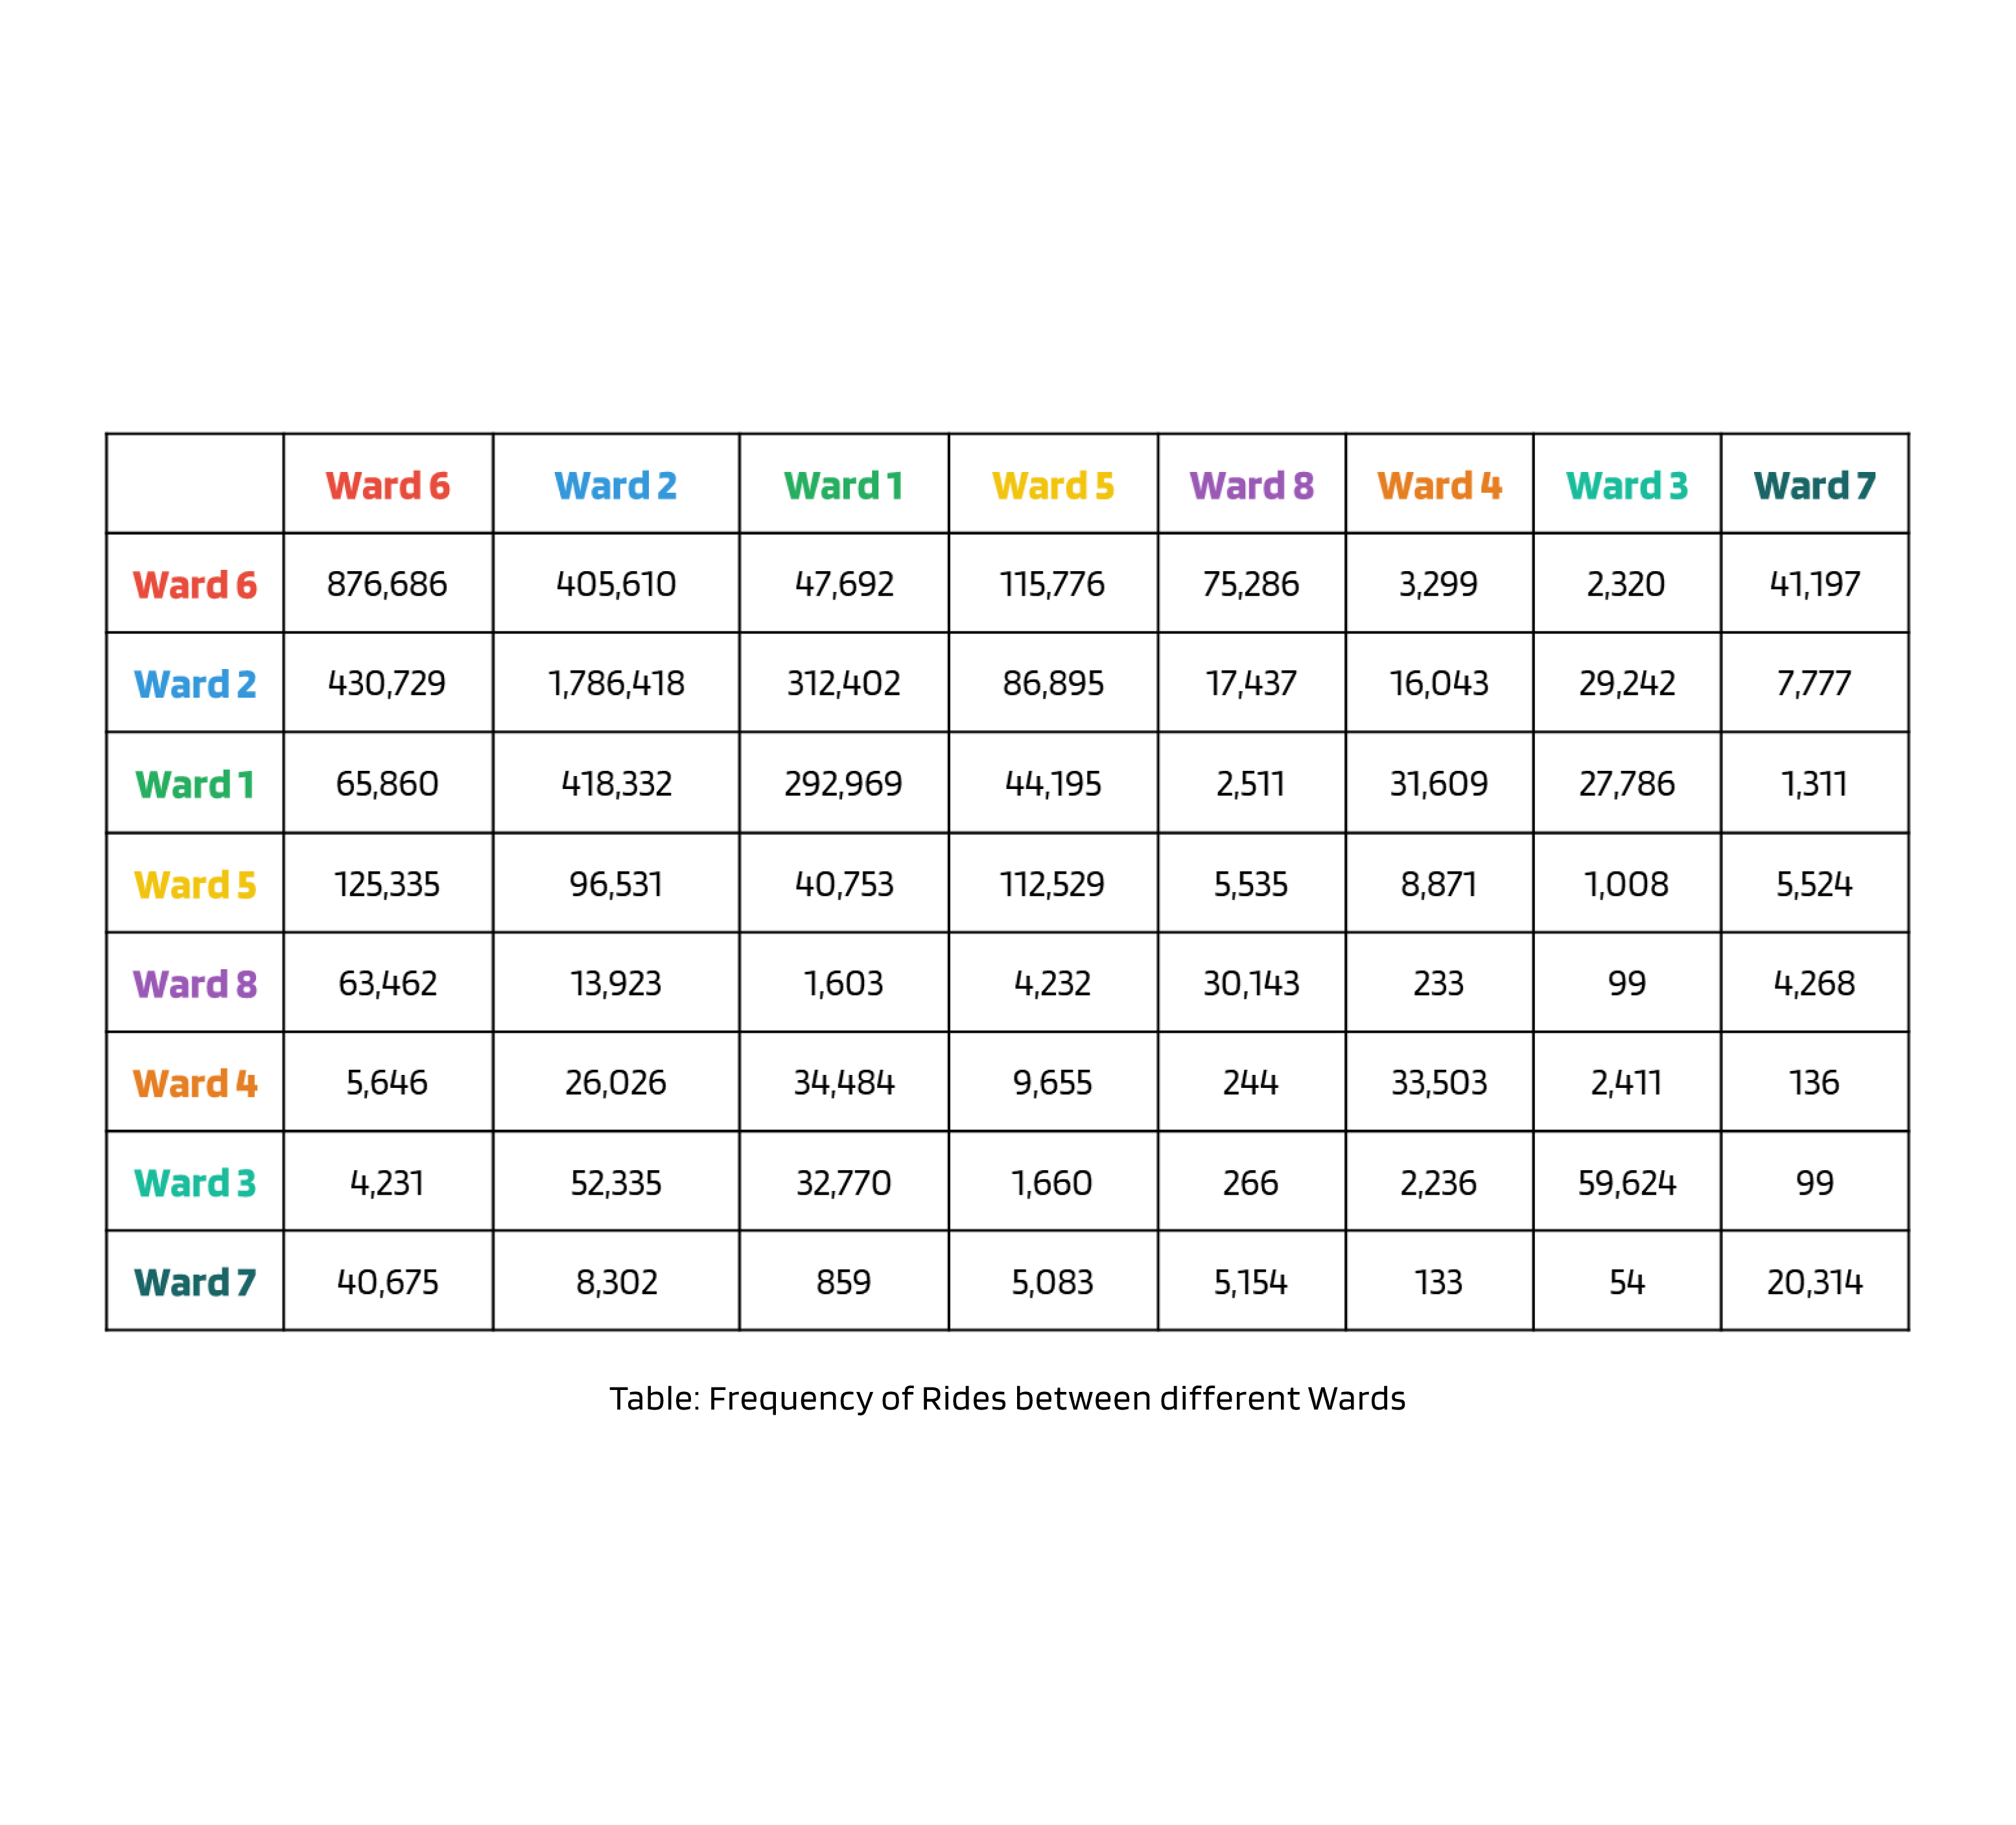 Ward 6 Ward 2 Ward 1 Ward 5 Ward 8 Ward 4 Ward 3 Ward 7
Ward 6 876,686 405,610 47,692 115,776 75,286 3,299 2,320 41,197
Ward 2 430,729 1,786,418 312,402 86,895 17,437 16,043 29,242 7,777
Ward 1 65,860 418,332 292,969 44,195 2,511 31,609 27,786 1,311
Ward 5 125,335 96,531 40,753 112,529 5,535 8,871 1,008 5,524
Ward 8 63,462 13,923 1,603 4,232 30,143 233 99 4,268
Ward 4 5,646 26,026 34,484 9,655 244 33,503 2,411 136
Ward 3 4,231 52,335 32,770 1,660 266 2,236 59,624 99
Ward 7 40,675 8,302 859 5,083 5,154 133 54 20,314
Table: Frequency of Rides between different Wards